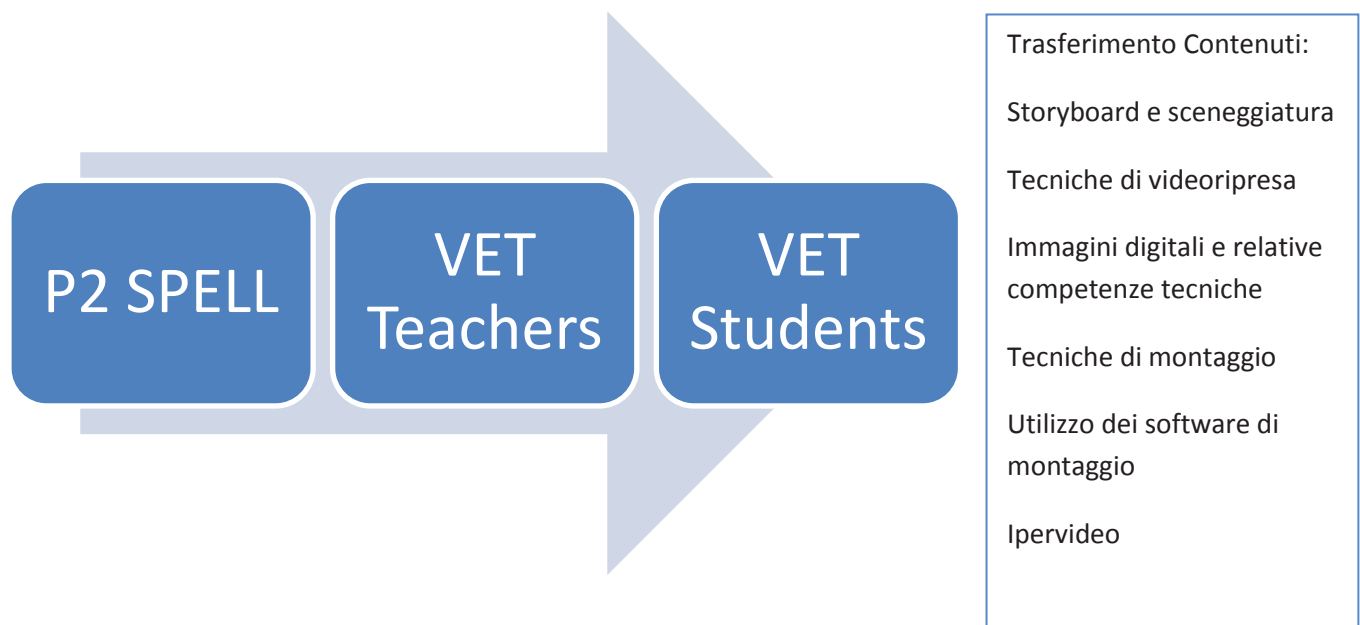 P2 SPELL
VET
Teachers
VET
Students
Trasferimento Contenuti:
Storyboard e sceneggiatura
Tecniche di videoripresa
Immagini digitali e relative
competenze tecniche
Tecniche di montaggio
Utilizzo dei software di
montaggio
Ipervideo